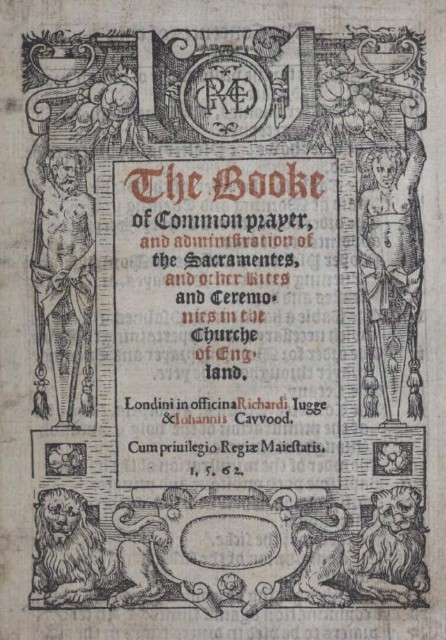 The Booke
of Common prayer,
and administration of
the Sacramentes,
and other Rites
and Ceremo-
nies in the
Churche
of Eng-
land.
Londini in officina Richardi Iugge
& Iohannis Cavvood.
Cum priuilegio Regiæ Maiestatis.
1, 5, 62.